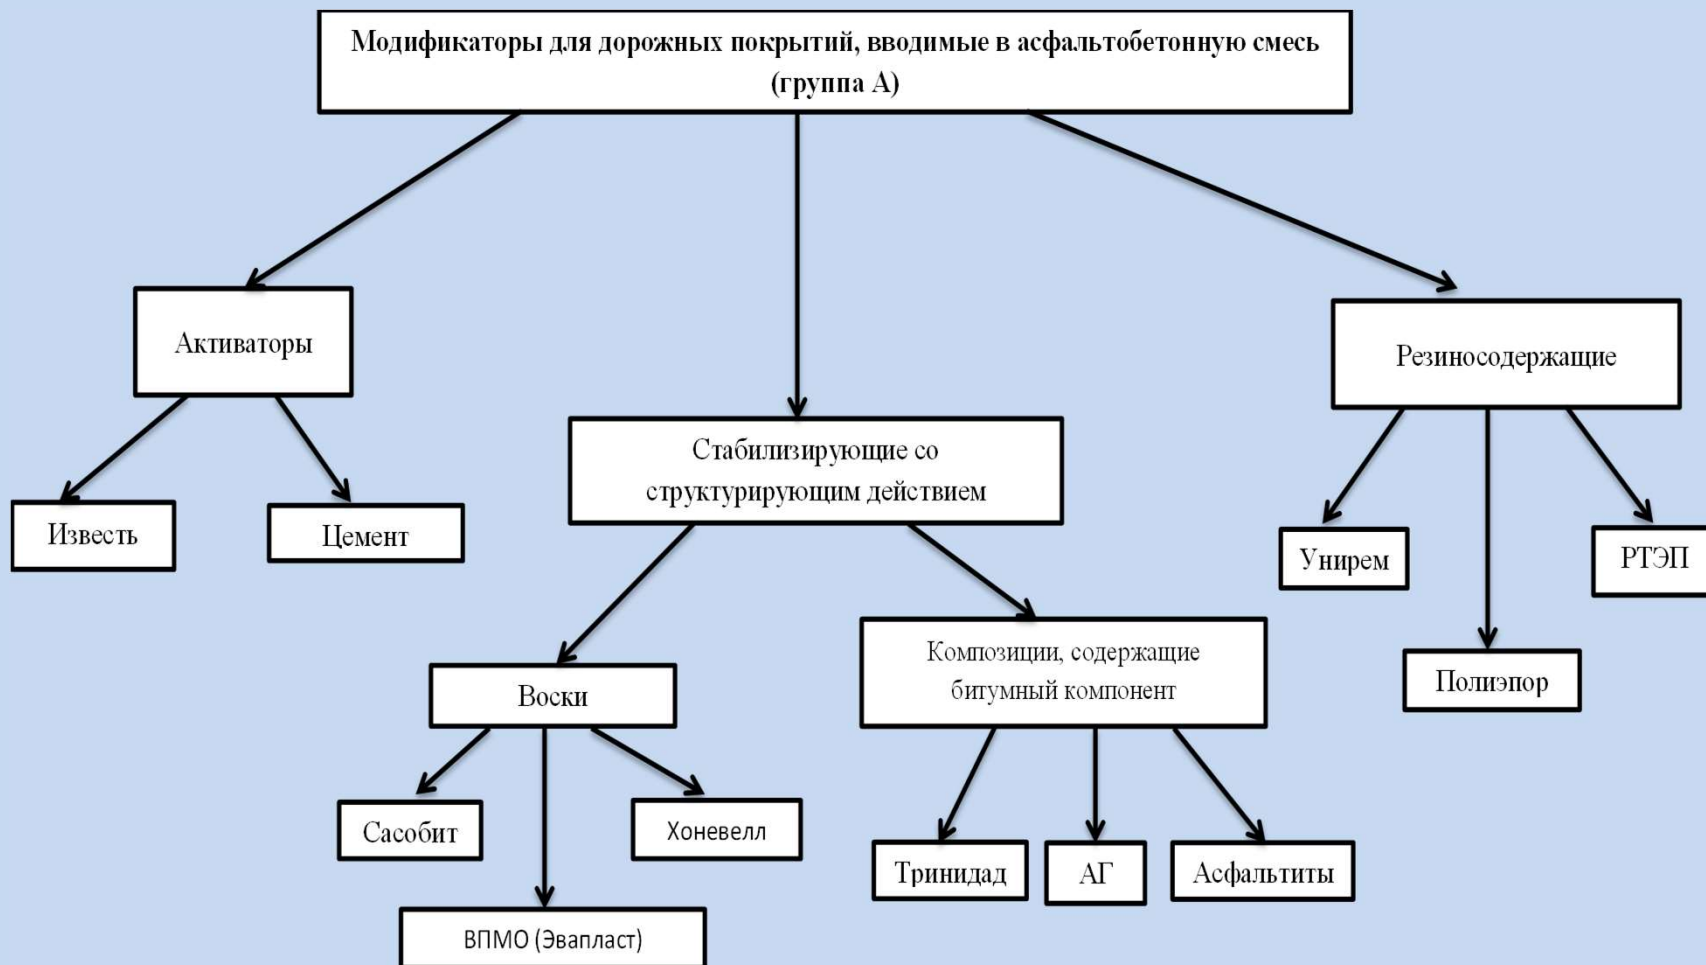 Модификаторы для дорожных покрытий, вводимые в асфальтобетонную смесь
(группа А)
Активаторы
Резиносодержащие
Стабилизирующие со
структурирующим действием
Известь
Цемент
Унирем
РТЭП
Полиэпор
Воски
Композиции, содержащие
битумный компонент
Сасобит
Хоневелл
Тринидад
АГ
Асфальтиты
ВПМО (Эвапласт)